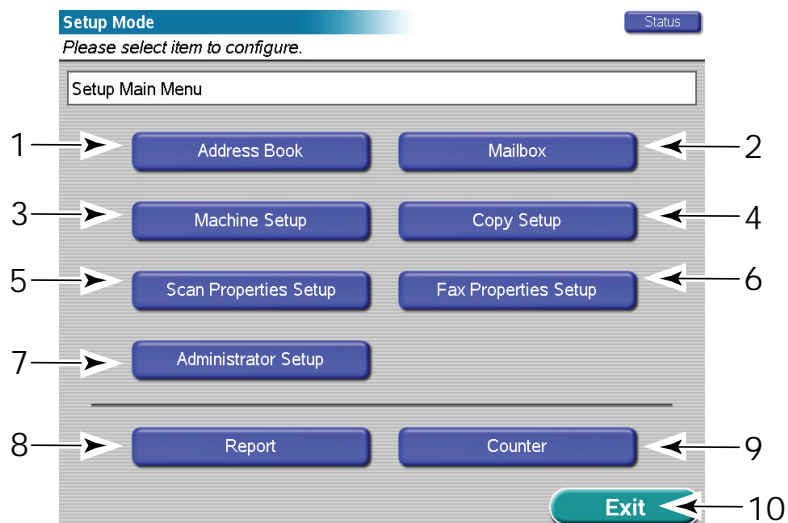 Setup Mode
Status
Please select item to configure.
Setup Main Menu
1 Address Book Mailbox 2
3 Machine Setup Copy Setup 4
5 Scan Properties Setup Fax Properties Setup 6
7 Administrator Setup
8 Report Counter 9
Exit 10